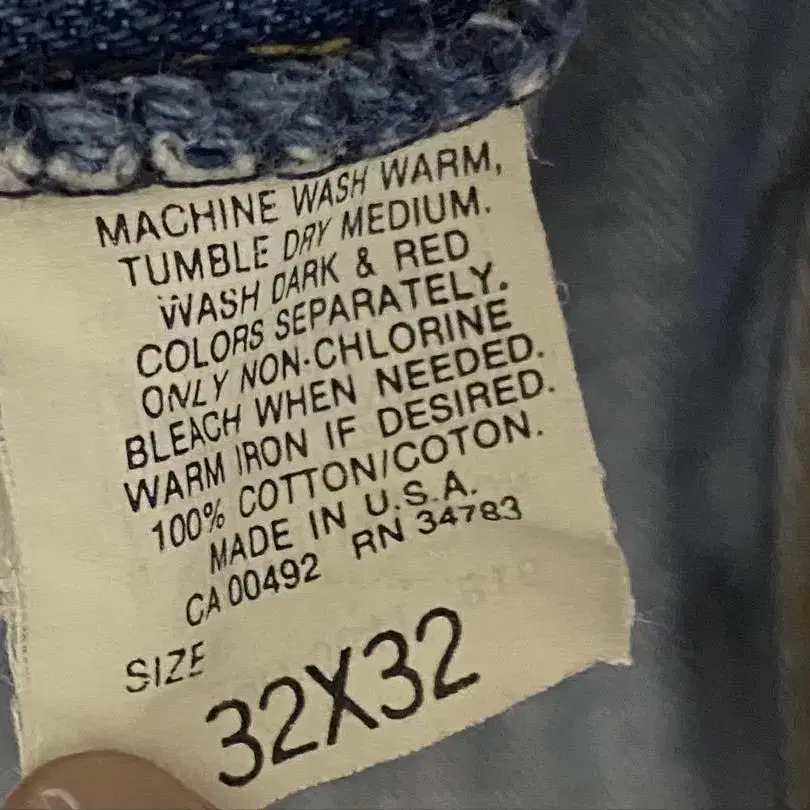 MACHINE WASH WARM,
TUMBLE DRY MEDIUM.
WASH DARK & RED
COLORS SEPARATELY.
ONLY NON-CHLORINE
BLEACH WHEN NEEDED.
WARM IRON IF DESIRED.
100% COTTON/COTON.
MADE IN U.S.A.
CA 00492 RN 34783
SIZE
32X32